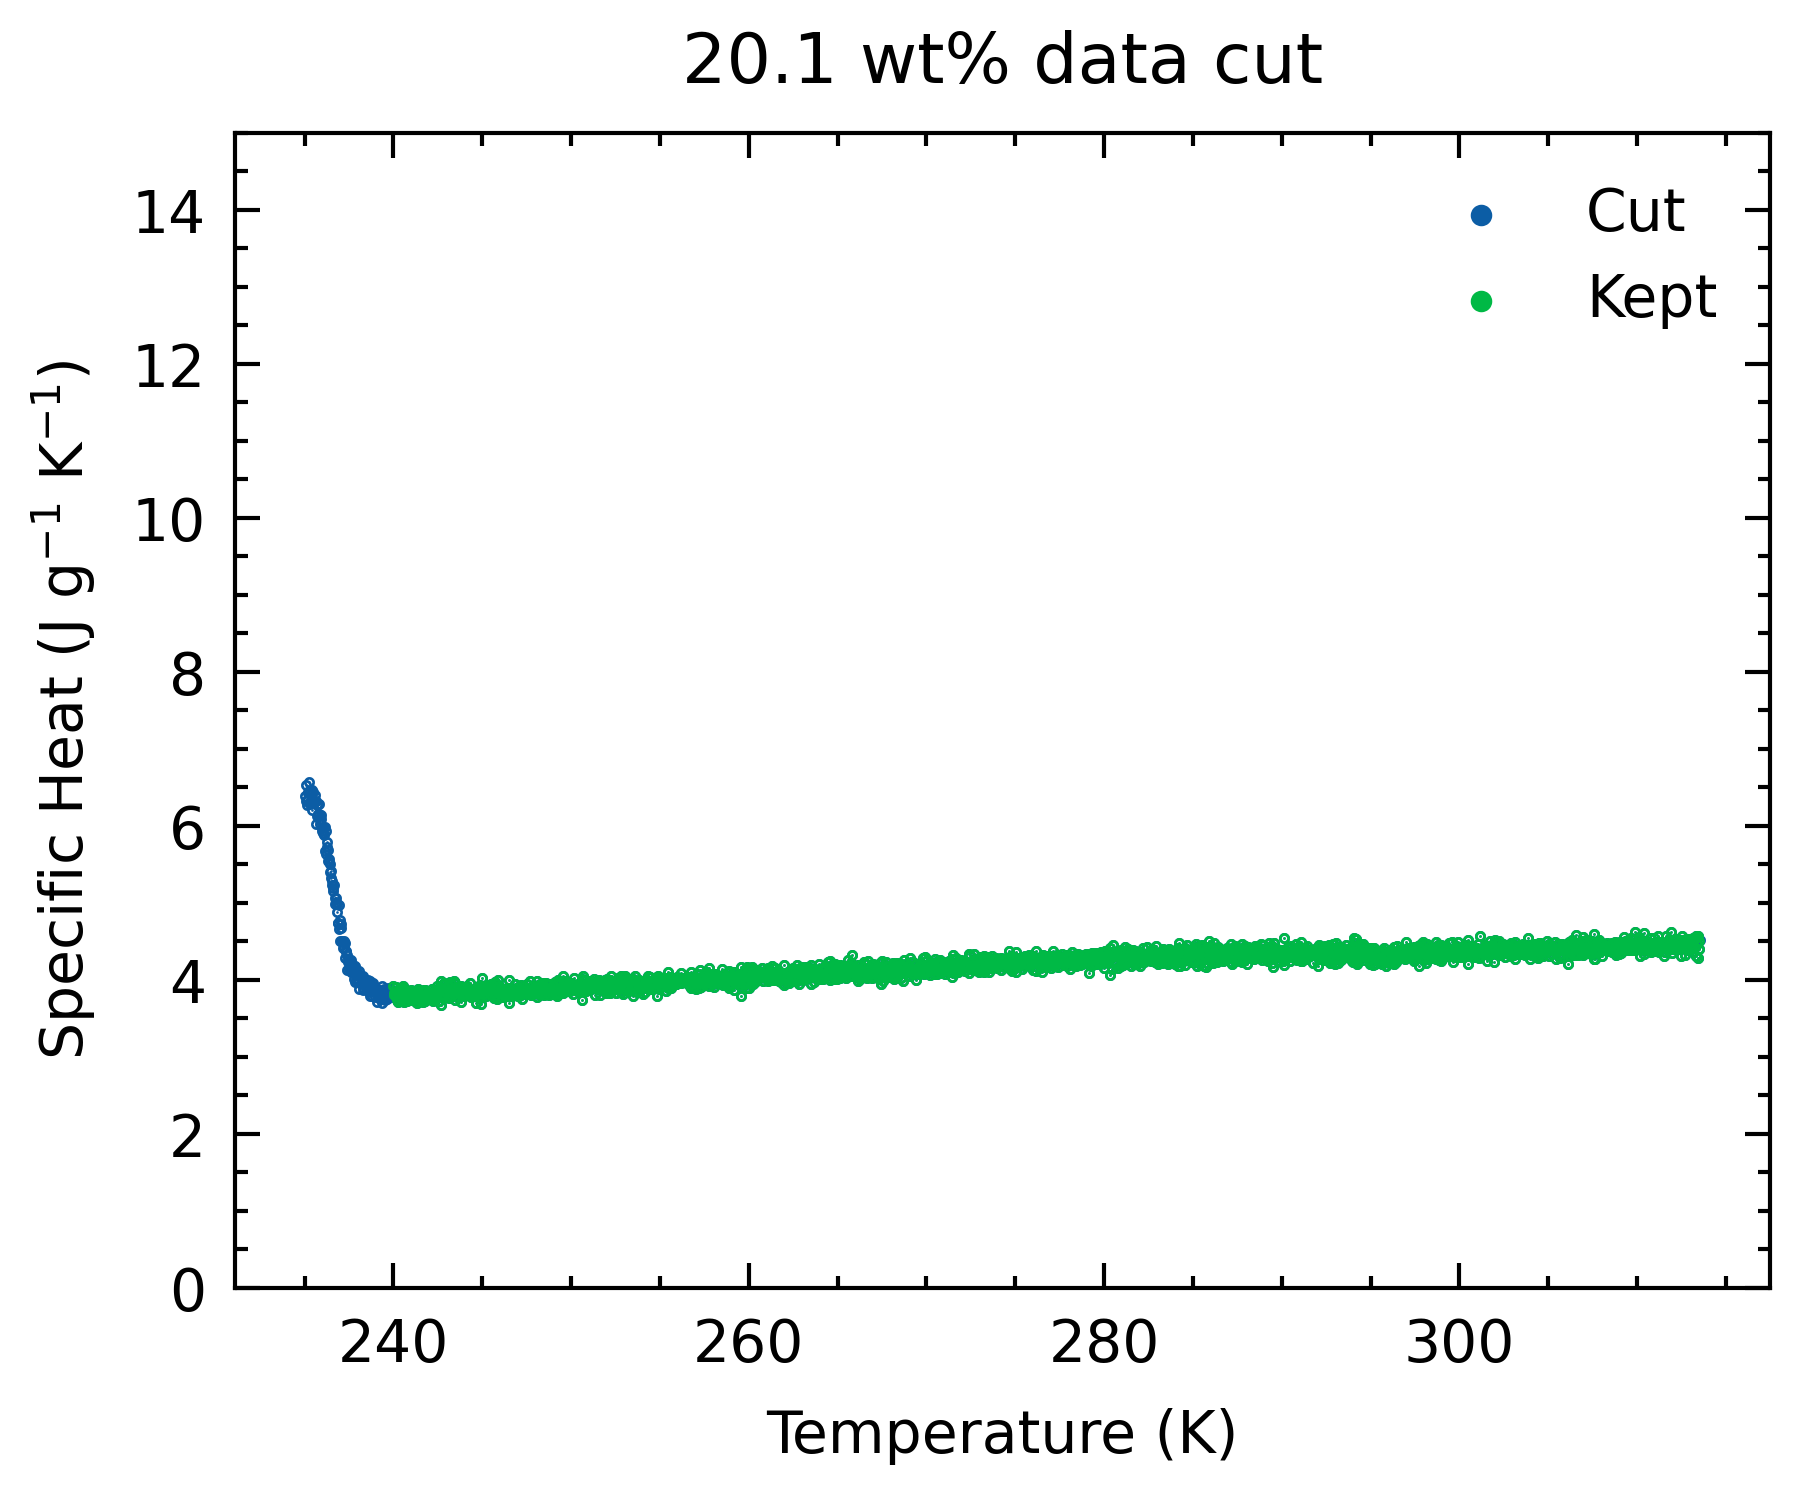 20.1 wt% data cut
Cut
Kept
14
12
10
8
6
4
2
0
Specific Heat (J g⁻¹ K⁻¹)
240 260 280 300
Temperature (K)